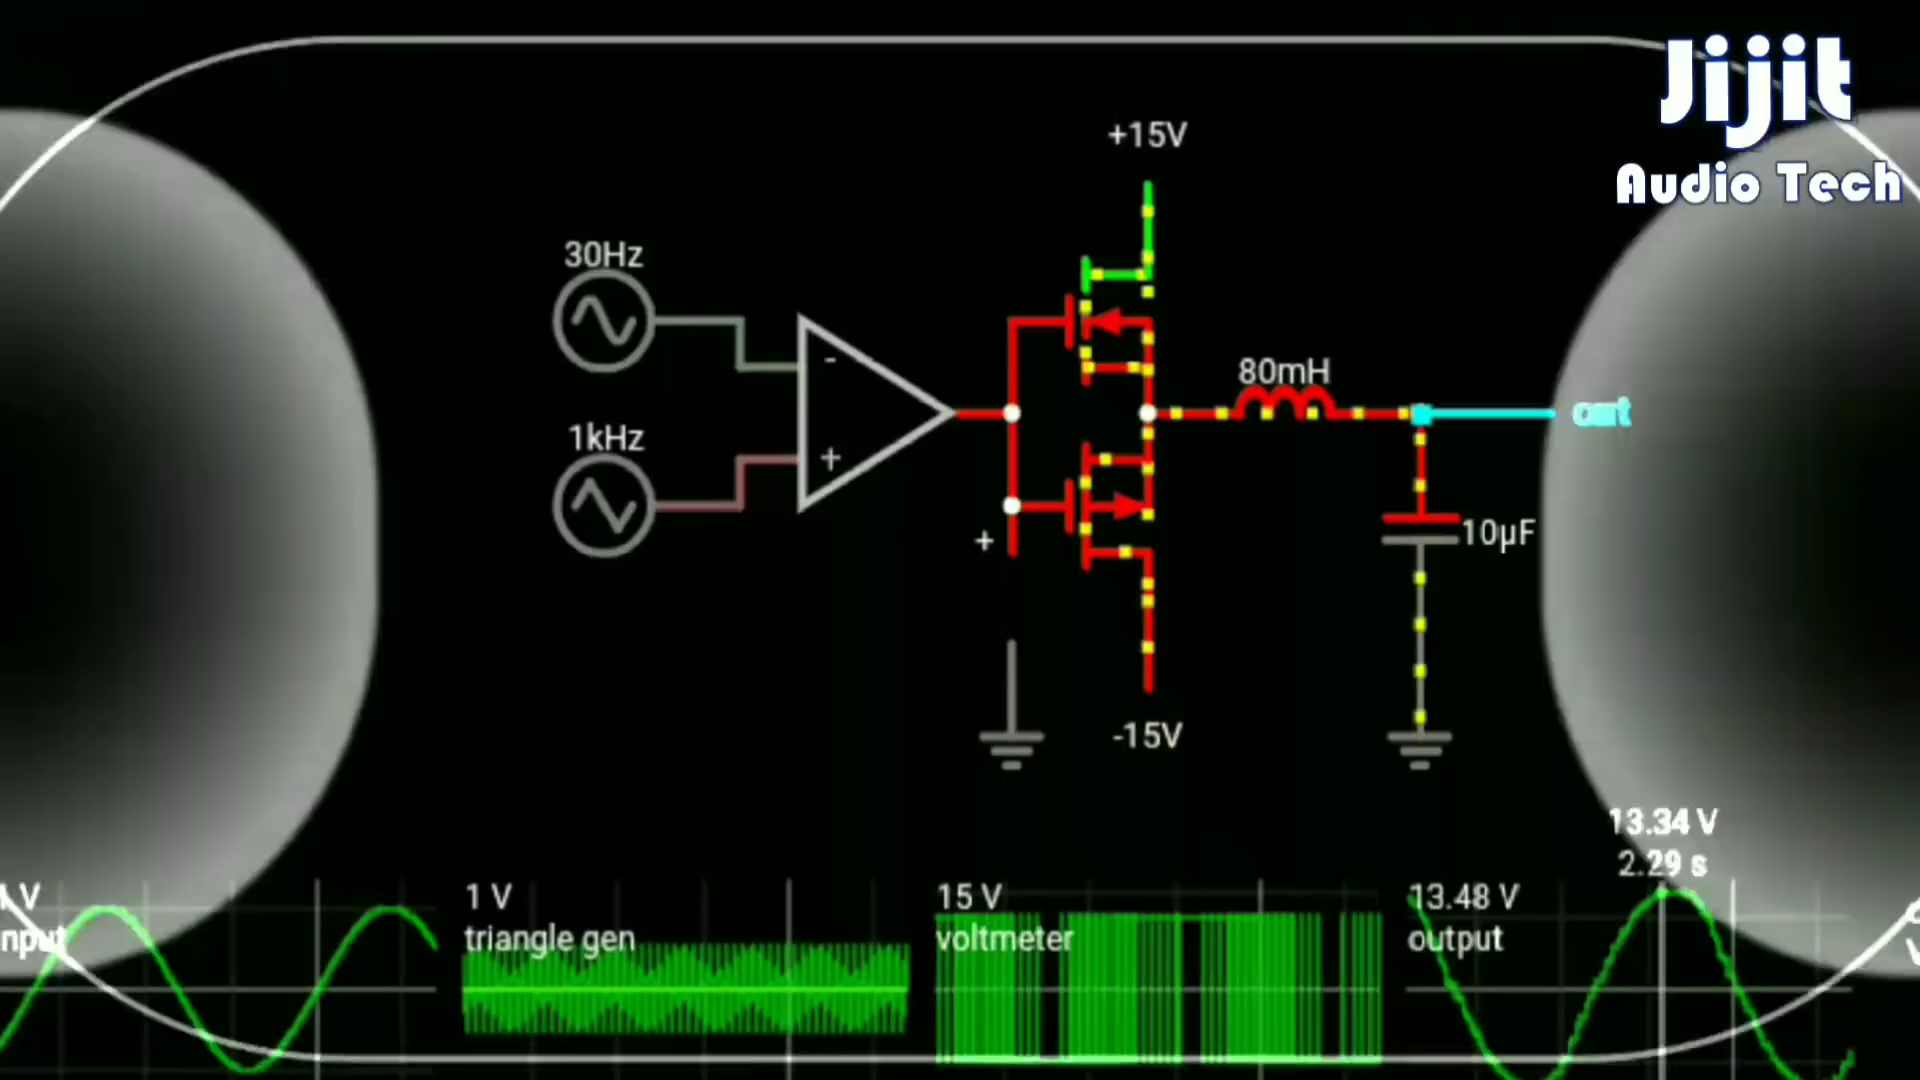 Jijit
Audio Tech
+15V
30Hz
80mH
out
-
1kHz
+
+
10µF
-15V
13.34 V
2.29 s
V
1 V
15 V
13.48 V
triangle gen
voltmeter
output